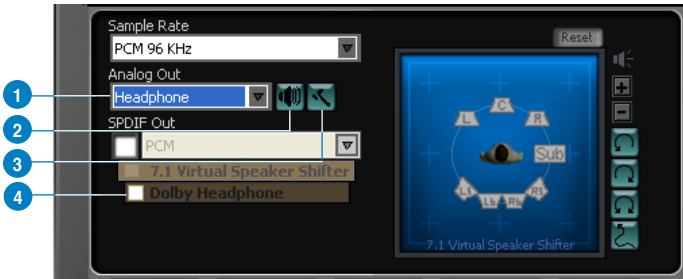 Sample Rate
PCM 96 KHz
Analog Out
Headphone
SPDIF Out
PCM
7.1 Virtual Speaker Shifter
Dolby Headphone
1
2
3
4
Reset
L C R
Sub
Ls Lb Rb Rs
7.1 Virtual Speaker Shifter